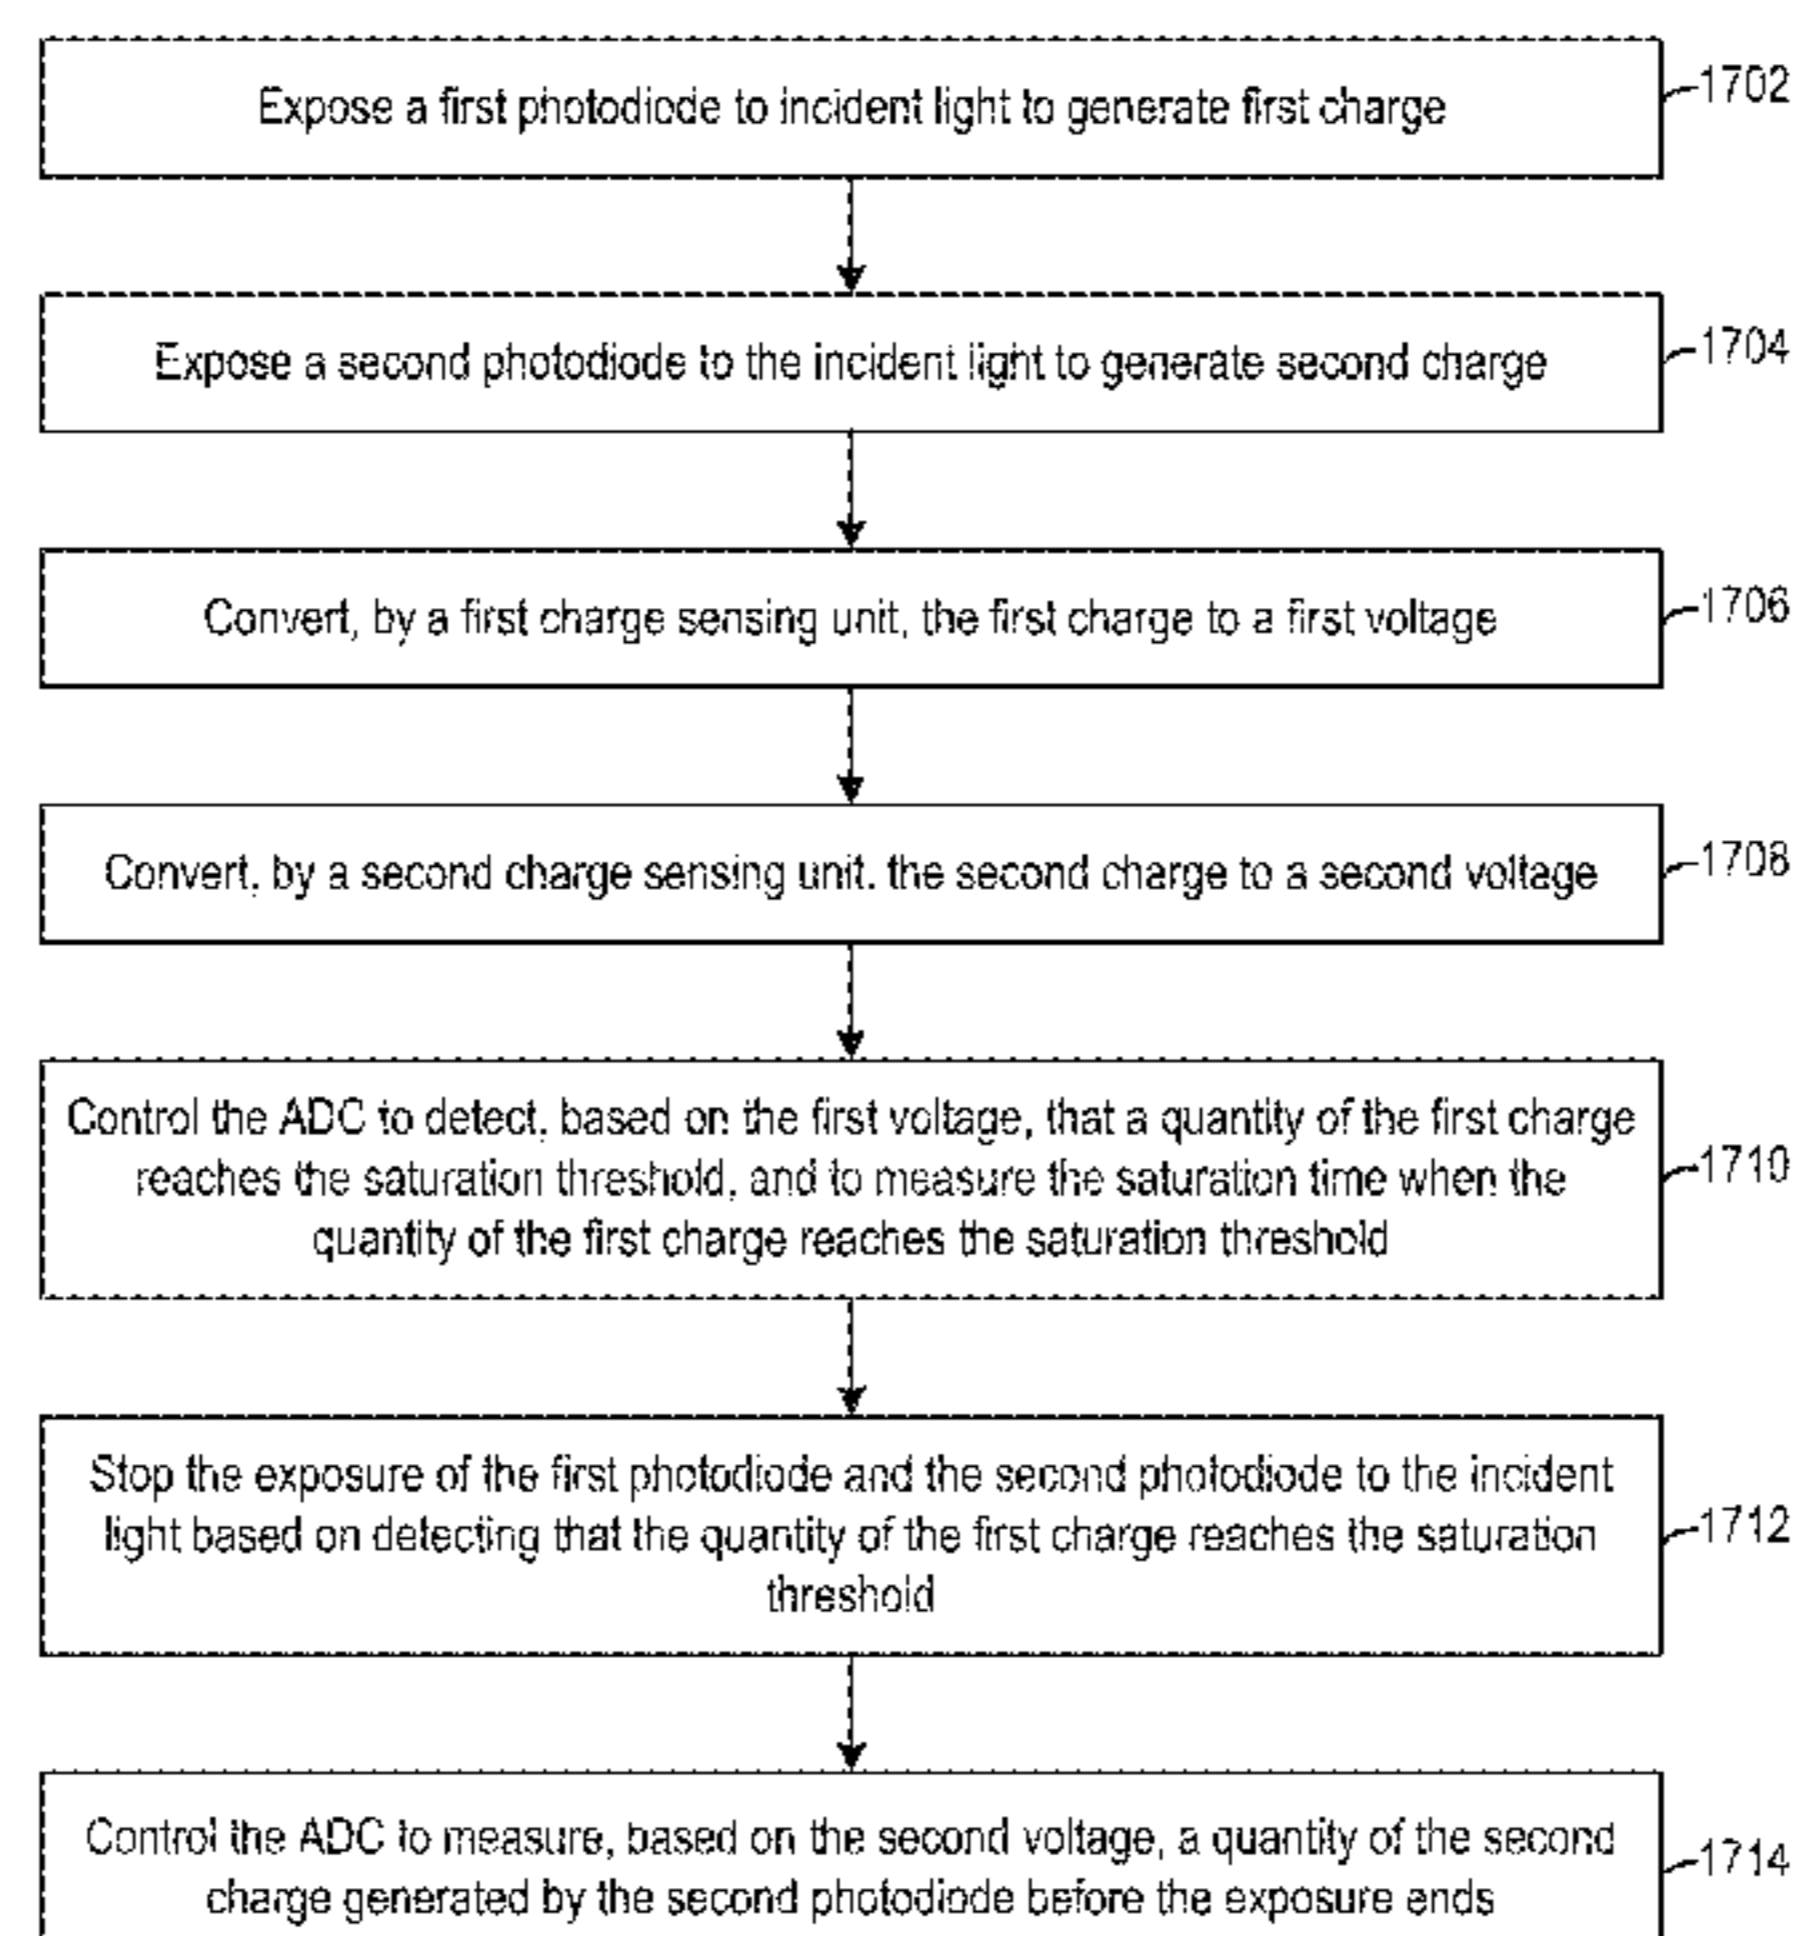 Expose a first photodiode to incident light to generate first charge
1702
Expose a second photodiode to the incident light to generate second charge
1704
Convert, by a first charge sensing unit, the first charge to a first voltage
1706
Convert, by a second charge sensing unit, the second charge to a second voltage
1708
Control the ADC to detect, based on the first voltage, that a quantity of the first charge
reaches the saturation threshold, and to measure the saturation time when the
quantity of the first charge reaches the saturation threshold
1710
Stop the exposure of the first photodiode and the second photodiode to the incident
light based on detecting that the quantity of the first charge reaches the saturation
threshold
1712
Control the ADC to measure, based on the second voltage, a quantity of the second
charge generated by the second photodiode before the exposure ends
1714